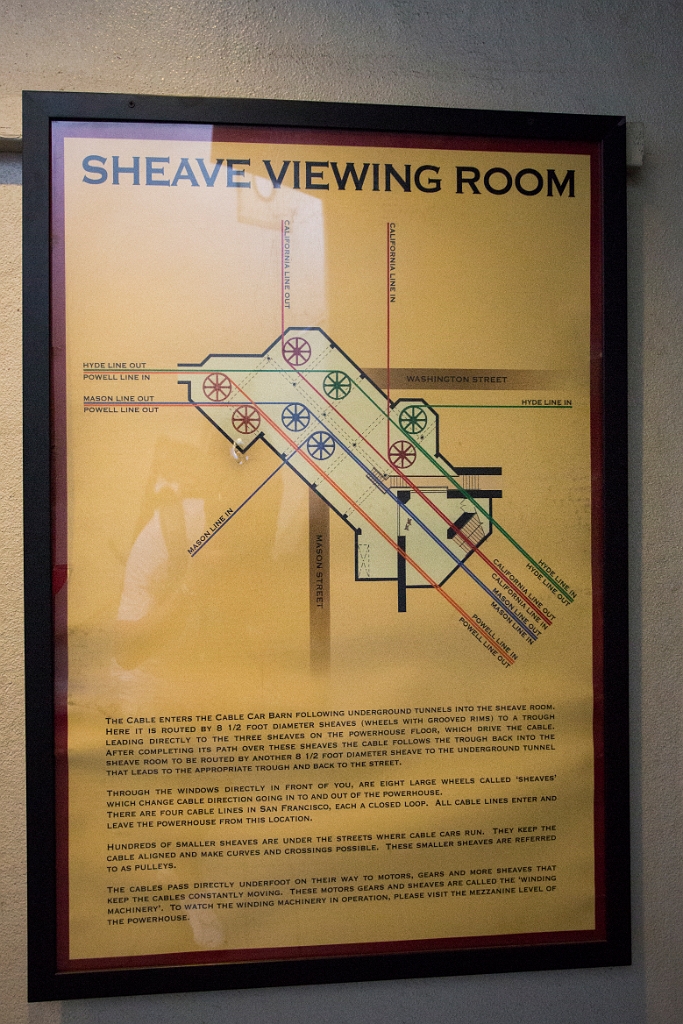 SHEAVE VIEWING ROOM
CALIFORNIA LINE OUT
CALIFORNIA LINE IN
HYDE LINE OUT
POWELL LINE IN
WASHINGTON STREET
MASON LINE OUT
POWELL LINE OUT
HYDE LINE IN
MASON LINE IN
MASON STREET
HYDE LINE IN
HYDE LINE OUT
CALIFORNIA LINE OUT
CALIFORNIA LINE IN
MASON LINE OUT
MASON LINE IN
POWELL LINE IN
POWELL LINE OUT
THE CABLE ENTERS THE CABLE CAR BARN FOLLOWING UNDERGROUND TUNNELS INTO THE SHEAVE ROOM.
HERE IT IS ROUTED BY 8 1/2 FOOT DIAMETER SHEAVES (WHEELS WITH GROOVED RIMS) TO A TROUGH
LEADING DIRECTLY TO THE THREE SHEAVES ON THE POWERHOUSE FLOOR, WHICH DRIVE THE CABLE.
AFTER COMPLETING ITS PATH OVER THESE SHEAVES THE CABLE FOLLOWS THE TROUGH BACK INTO THE
SHEAVE ROOM TO BE ROUTED BY ANOTHER 8 1/2 FOOT DIAMETER SHEAVE TO THE UNDERGROUND TUNNEL
THAT LEADS TO THE APPROPRIATE TROUGH AND BACK TO THE STREET.
THROUGH THE WINDOWS DIRECTLY IN FRONT OF YOU, ARE EIGHT LARGE WHEELS CALLED 'SHEAVES'
WHICH CHANGE CABLE DIRECTION GOING IN TO AND OUT OF THE POWERHOUSE.
THERE ARE FOUR CABLE LINES IN SAN FRANCISCO, EACH A CLOSED LOOP. ALL CABLE LINES ENTER AND
LEAVE THE POWERHOUSE FROM THIS LOCATION.
HUNDREDS OF SMALLER SHEAVES ARE UNDER THE STREETS WHERE CABLE CARS RUN. THEY KEEP THE
CABLE ALIGNED AND MAKE CURVES AND CROSSINGS POSSIBLE. THESE SMALLER SHEAVES ARE REFERRED
TO AS PULLEYS.
THE CABLES PASS DIRECTLY UNDERFOOT ON THEIR WAY TO MOTORS, GEARS AND MORE SHEAVES THAT
KEEP THE CABLES CONSTANTLY MOVING. THESE MOTORS GEARS AND SHEAVES ARE CALLED THE 'WINDING
MACHINERY'. TO WATCH THE WINDING MACHINERY IN OPERATION, PLEASE VISIT THE MEZZANINE LEVEL OF
THE POWERHOUSE.